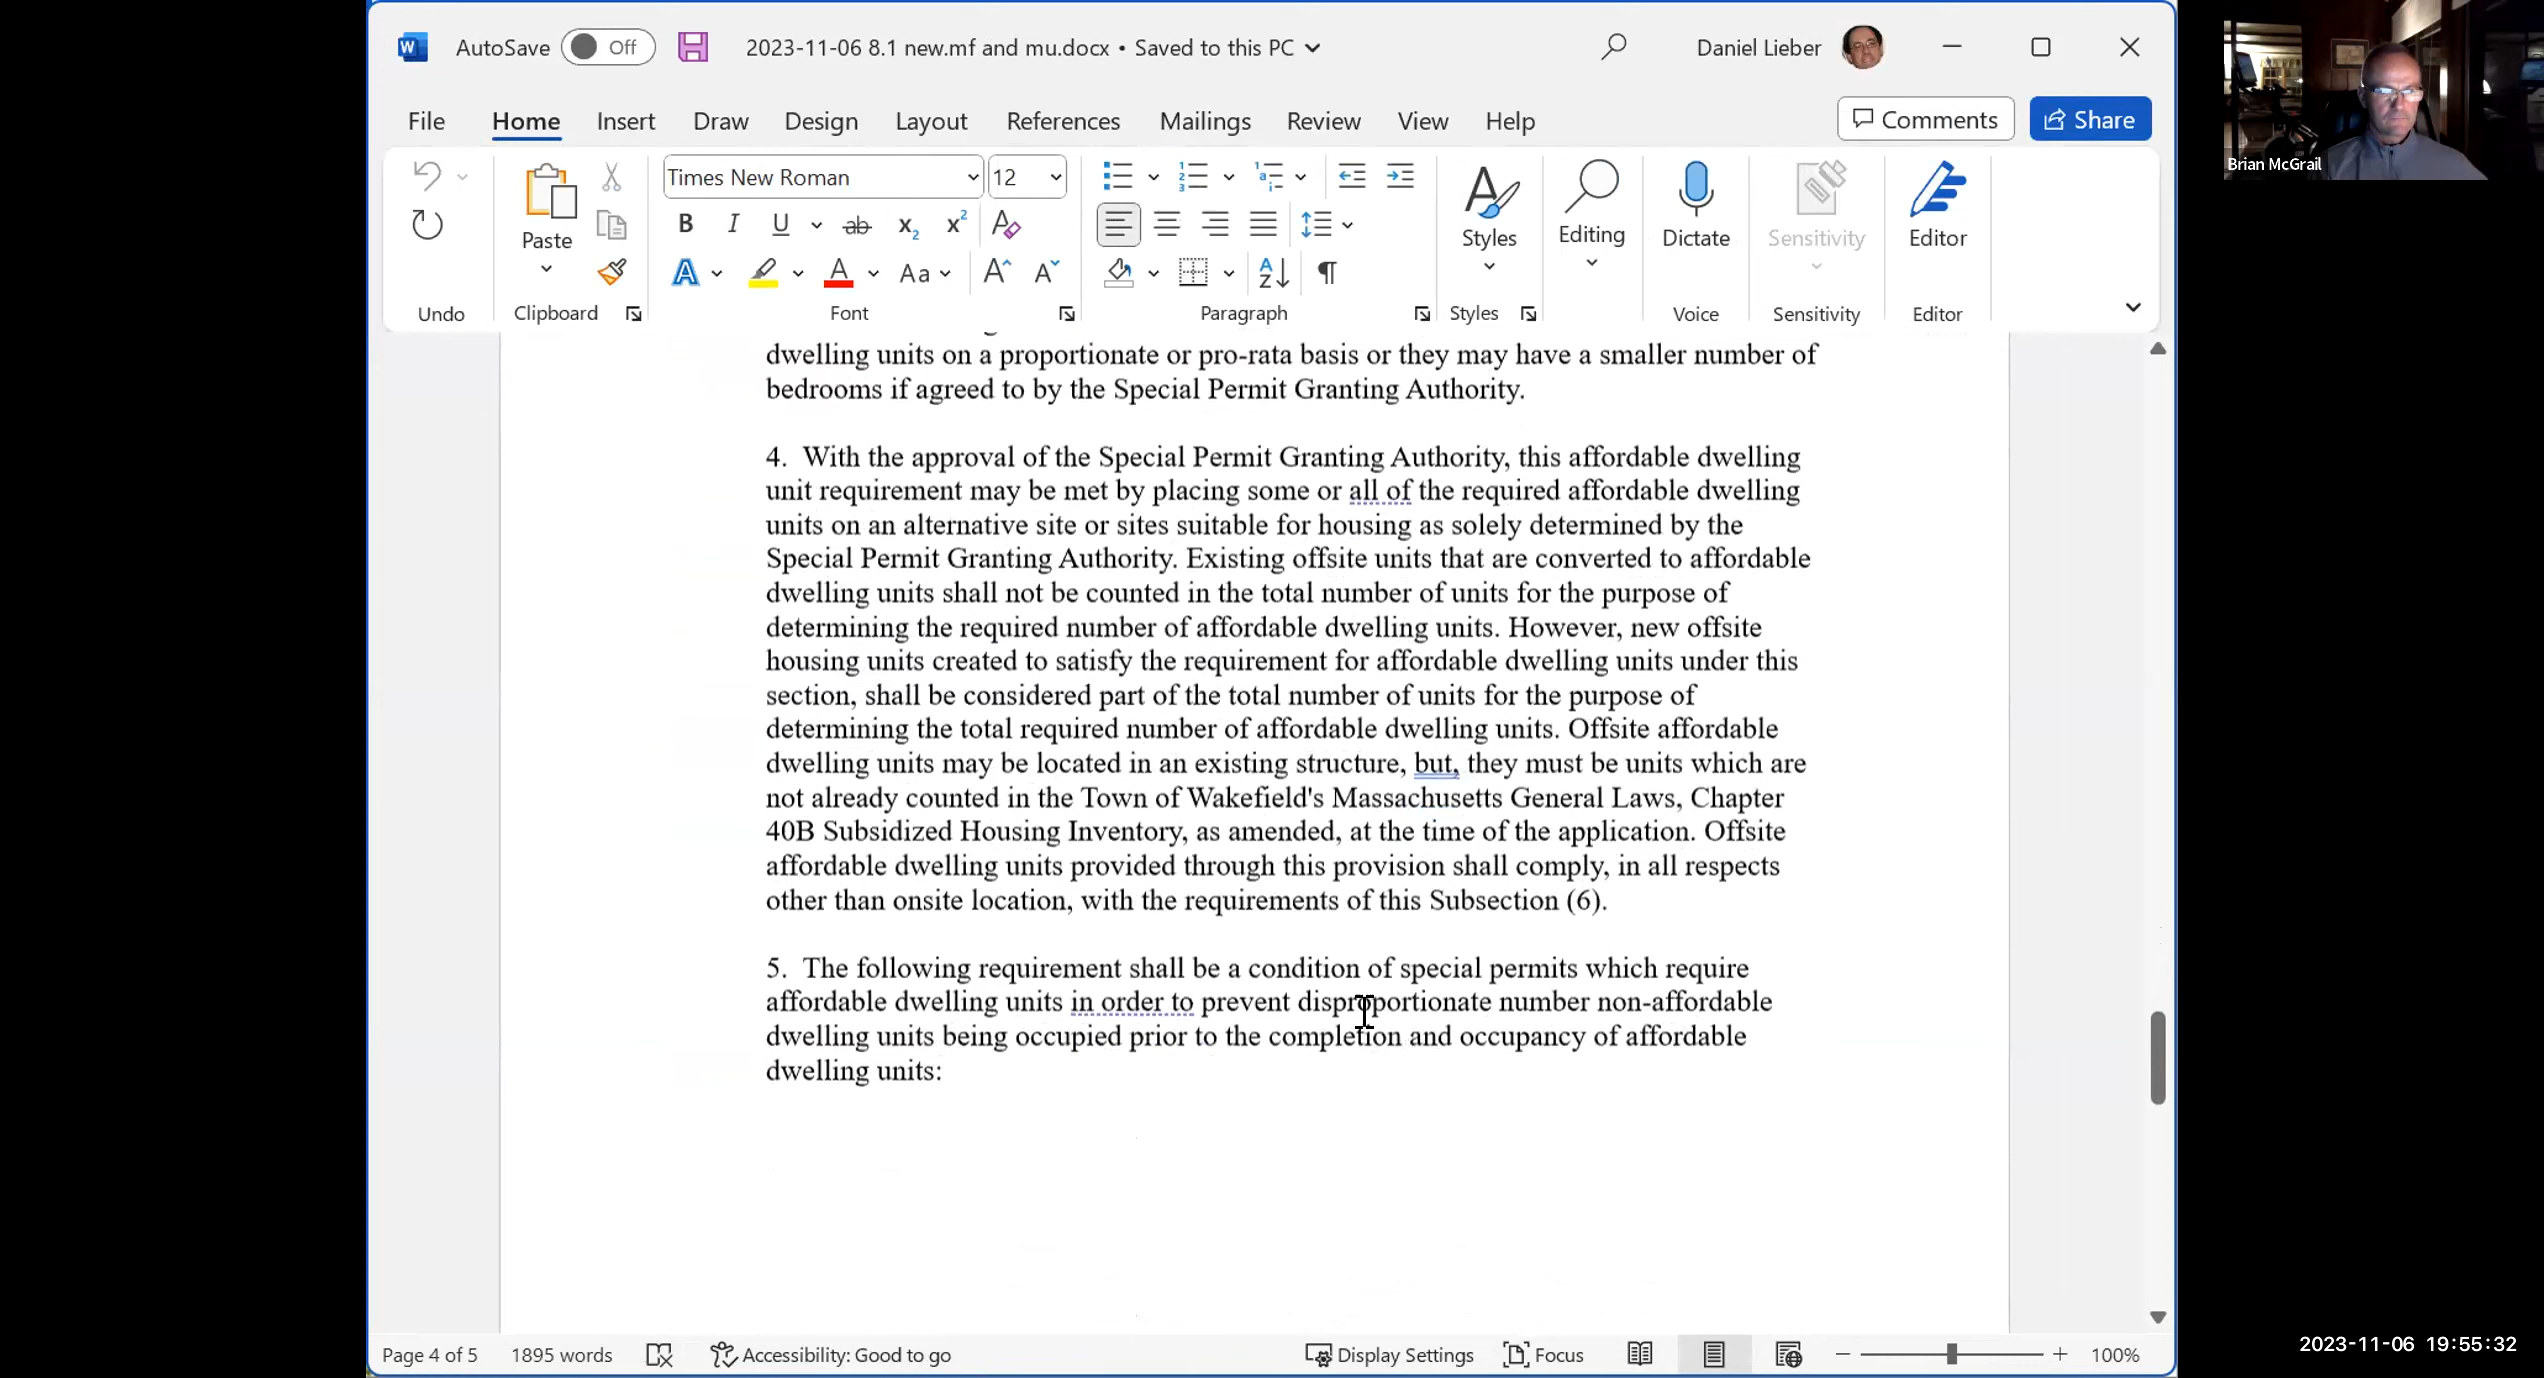 AutoSave Off 2023-11-06 8.1 new.mf and mu.docx • Saved to this PC Daniel Lieber
File Home Insert Draw Design Layout References Mailings Review View Help Comments Share
Times New Roman 12
Paste Styles Editing Dictate Sensitivity Editor
Undo Clipboard Font Paragraph Styles Voice Sensitivity Editor
dwelling units on a proportionate or pro-rata basis or they may have a smaller number of
bedrooms if agreed to by the Special Permit Granting Authority.
4. With the approval of the Special Permit Granting Authority, this affordable dwelling
unit requirement may be met by placing some or all of the required affordable dwelling
units on an alternative site or sites suitable for housing as solely determined by the
Special Permit Granting Authority. Existing offsite units that are converted to affordable
dwelling units shall not be counted in the total number of units for the purpose of
determining the required number of affordable dwelling units. However, new offsite
housing units created to satisfy the requirement for affordable dwelling units under this
section, shall be considered part of the total number of units for the purpose of
determining the total required number of affordable dwelling units. Offsite affordable
dwelling units may be located in an existing structure, but, they must be units which are
not already counted in the Town of Wakefield's Massachusetts General Laws, Chapter
40B Subsidized Housing Inventory, as amended, at the time of the application. Offsite
affordable dwelling units provided through this provision shall comply, in all respects
other than onsite location, with the requirements of this Subsection (6).
5. The following requirement shall be a condition of special permits which require
affordable dwelling units in order to prevent disproportionate number non-affordable
dwelling units being occupied prior to the completion and occupancy of affordable
dwelling units:
Page 4 of 5 1895 words Accessibility: Good to go Display Settings Focus 100%
Brian McGrail
2023-11-06 19:55:32